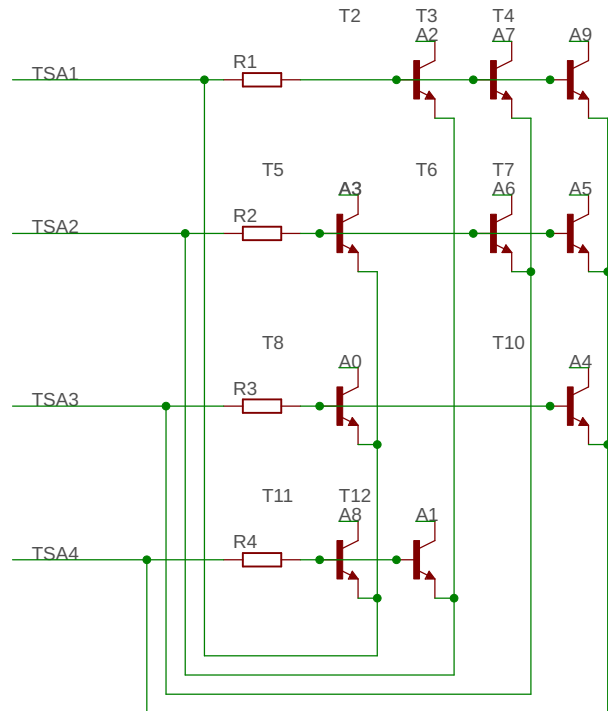 T2 T3 T4
A2 A7 A9
TSA1 R1
T5 T6 T7
A3 A6 A5
TSA2 R2
T8 T10
A0 A4
TSA3 R3
T11 T12
A8 A1
TSA4 R4